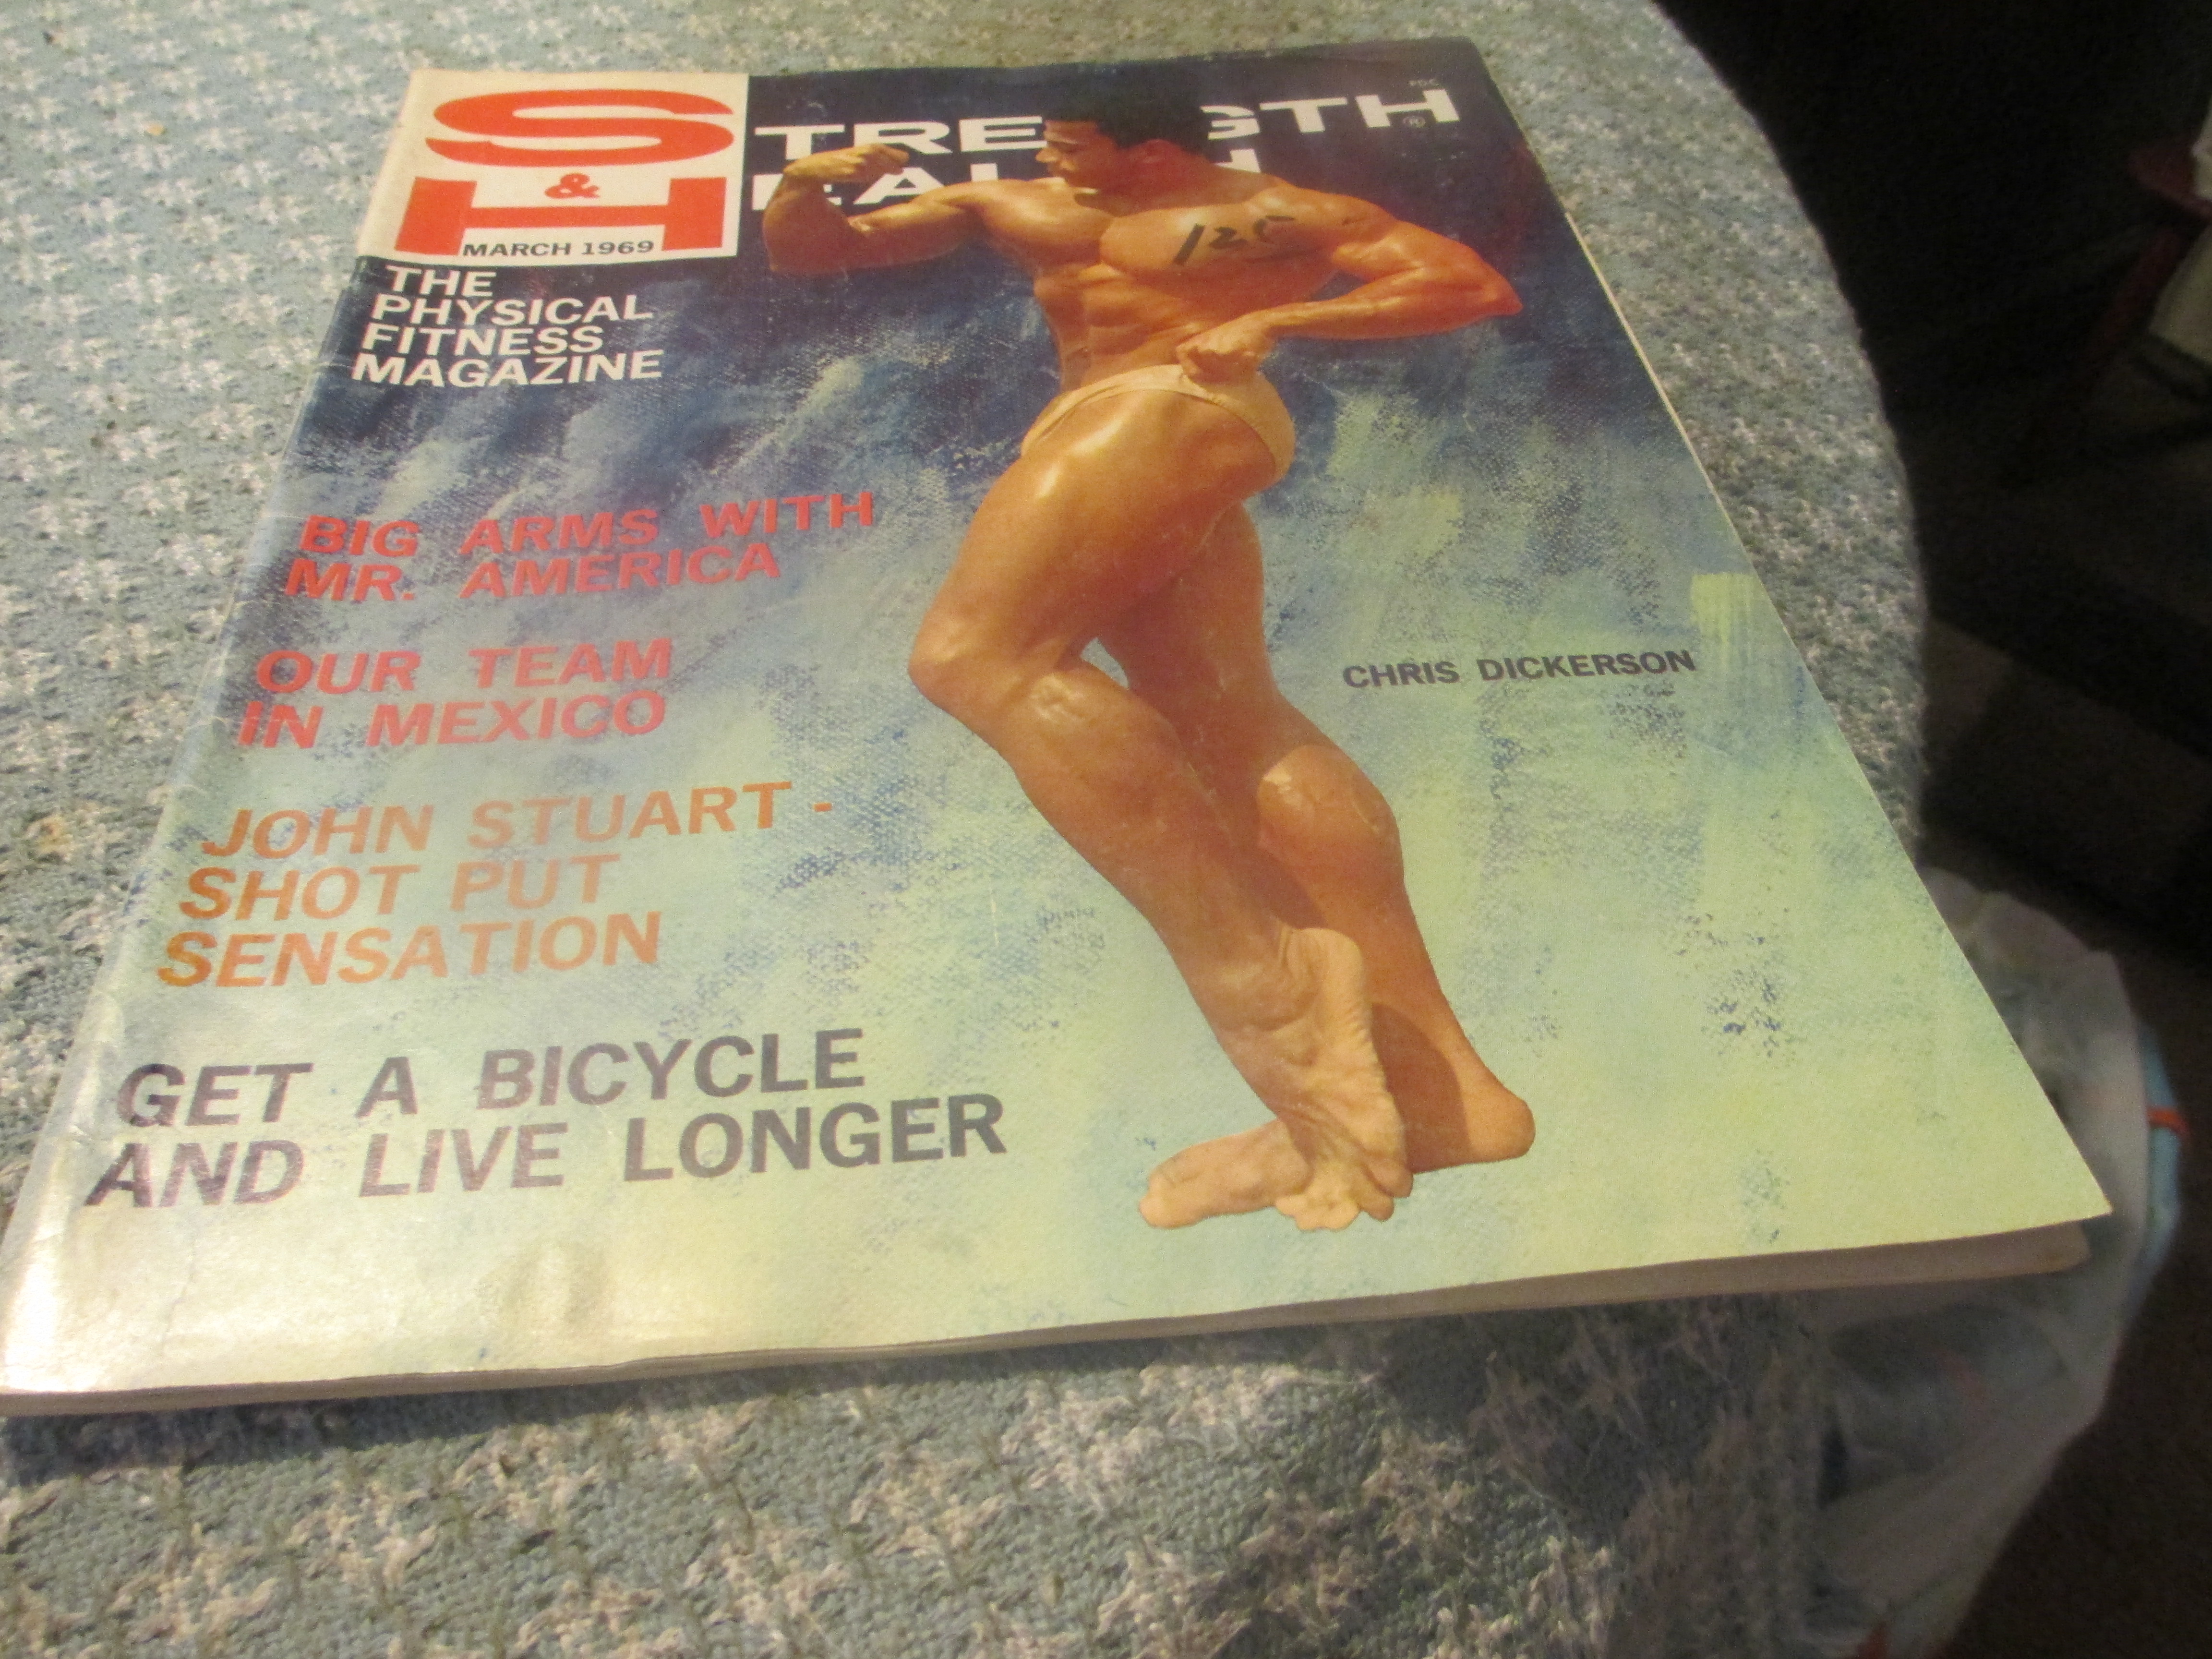 S
&
H
MARCH 1969
STRENGTH
HEALTH
THE
PHYSICAL
FITNESS
MAGAZINE
BIG ARMS WITH
MR. AMERICA
OUR TEAM
IN MEXICO
CHRIS DICKERSON
JOHN STUART -
SHOT PUT
SENSATION
GET A BICYCLE
AND LIVE LONGER